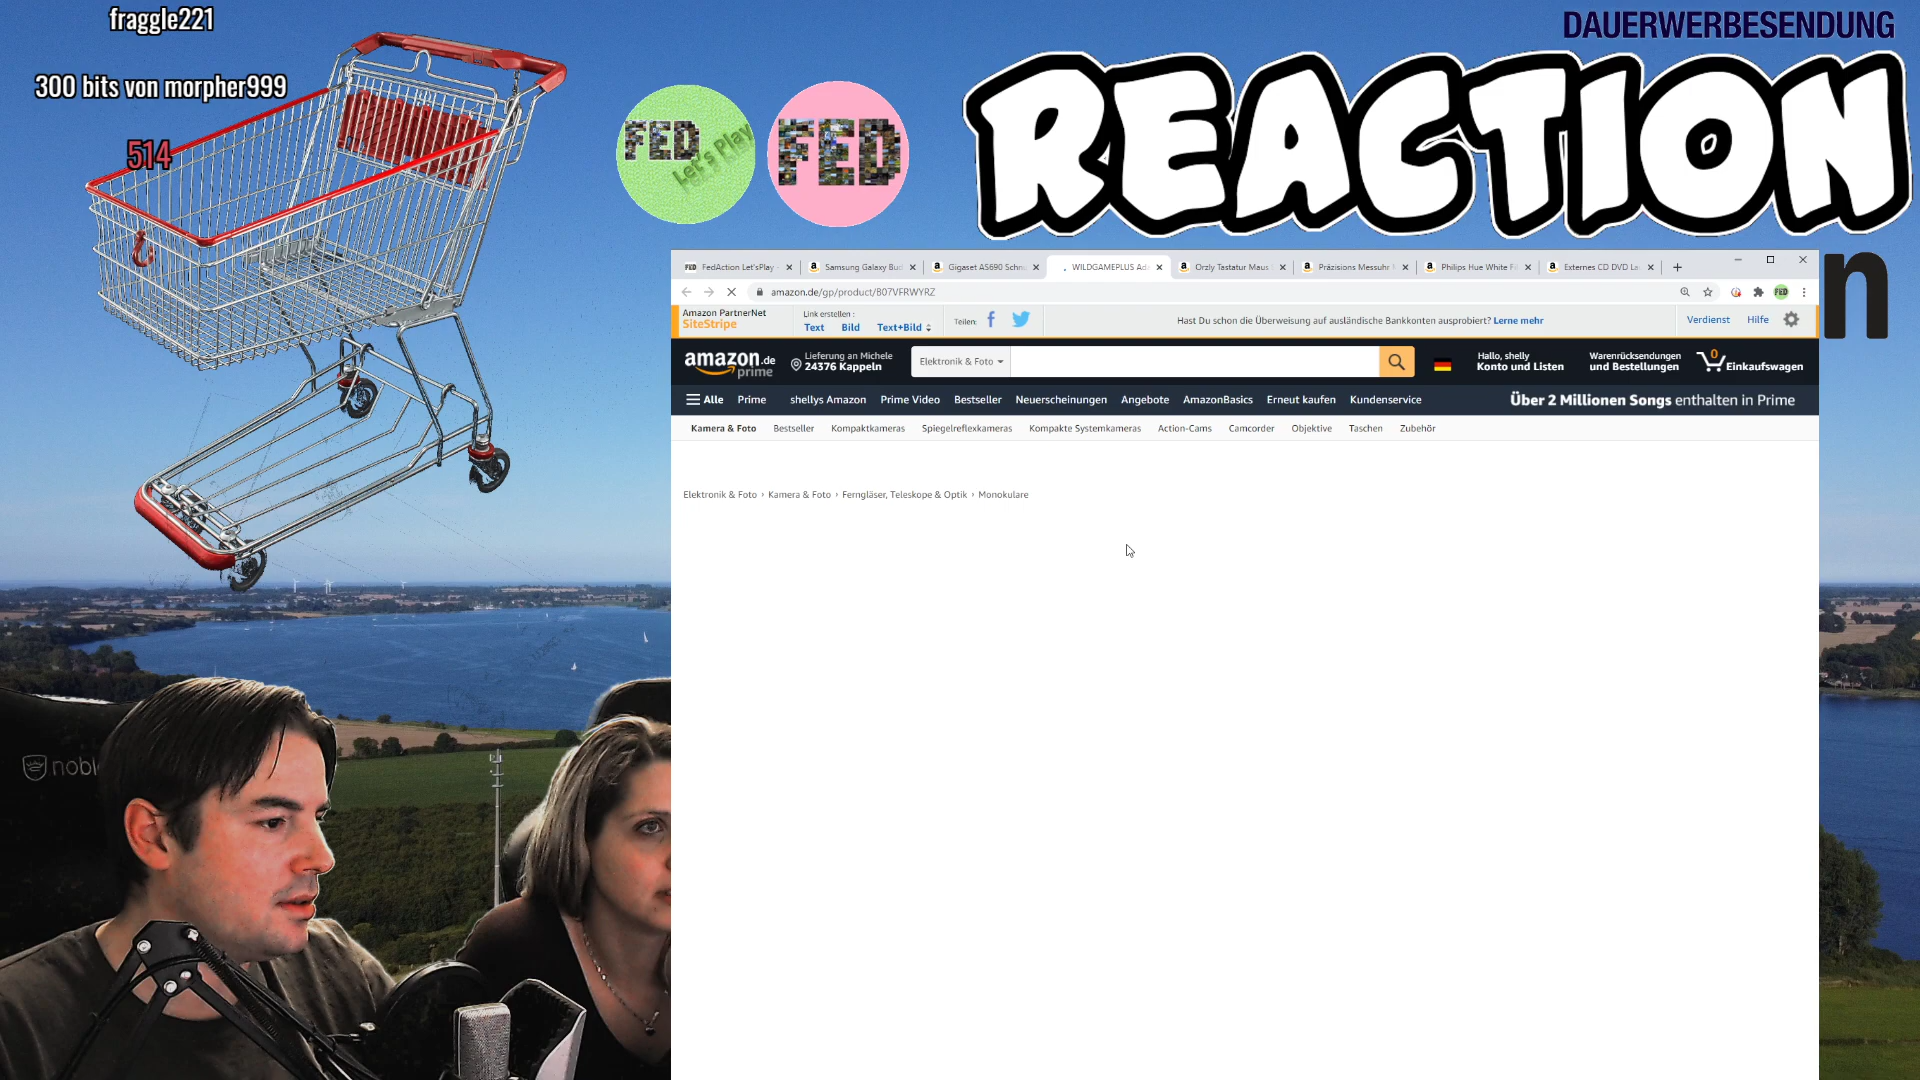 fraggle221
300 bits von morpher999
514
DAUERWERBESENDUNG
REACTION
FED
Let's Play
FED
n
FED FedAction Let'sPlay
Samsung Galaxy Bud
Gigaset AS690 Schnu
WILDGAMEPLUS Ad
Orzly Tastatur Maus
Präzisions Messuhr
Philips Hue White Fi
Externes CD DVD La
amazon.de/gp/product/B07VFRWYRZ
FED
Amazon PartnerNet
SiteStripe
Link erstellen :
Text Bild Text+Bild
Teilen:
Hast Du schon die Überweisung auf ausländische Bankkonten ausprobiert? Lerne mehr
Verdienst Hilfe
amazon.de
prime
Lieferung an Michele
24376 Kappeln
Elektronik & Foto
Hallo, shelly
Konto und Listen
Warenrücksendungen
und Bestellungen
0
Einkaufswagen
Alle Prime shellys Amazon Prime Video Bestseller Neuerscheinungen Angebote AmazonBasics Erneut kaufen Kundenservice
Über 2 Millionen Songs enthalten in Prime
Kamera & Foto Bestseller Kompaktkameras Spiegelreflexkameras Kompakte Systemkameras Action-Cams Camcorder Objektive Taschen Zubehör
Elektronik & Foto › Kamera & Foto › Ferngläser, Teleskope & Optik › Monokulare